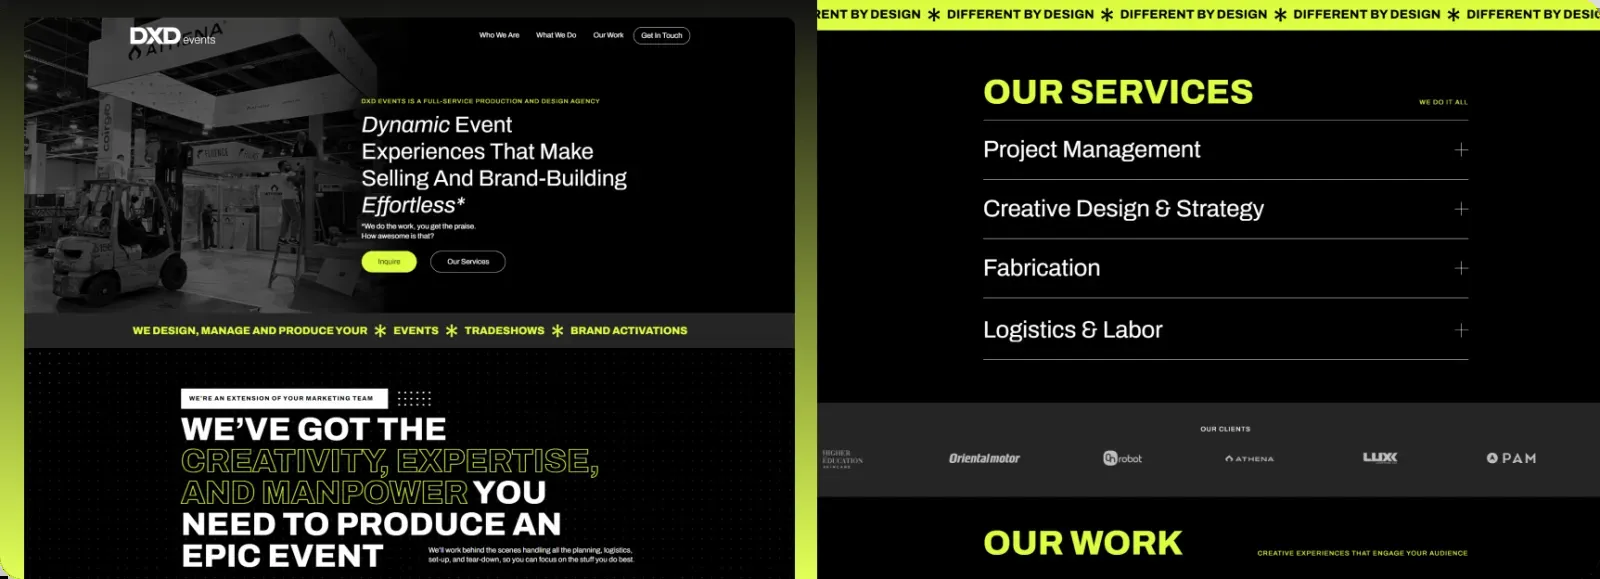 DXD events
Who We Are
What We Do
Our Work
Get In Touch
ATHENA
DXD EVENTS IS A FULL-SERVICE PRODUCTION AND DESIGN AGENCY
Dynamic Event
Experiences That Make
Selling And Brand-Building
Effortless*
*We do the work, you get the praise.
How awesome is that?
Inquire
Our Services
WE DESIGN, MANAGE AND PRODUCE YOUR * EVENTS * TRADESHOWS * BRAND ACTIVATIONS
WE'RE AN EXTENSION OF YOUR MARKETING TEAM
WE'VE GOT THE
CREATIVITY, EXPERTISE,
AND MANPOWER YOU
NEED TO PRODUCE AN
EPIC EVENT
We'll work behind the scenes handling all the planning, logistics,
set-up, and tear-down, so you can focus on the stuff you do best.
RENT BY DESIGN * DIFFERENT BY DESIGN * DIFFERENT BY DESIGN * DIFFERENT BY DESIGN * DIFFERENT BY DESIG
OUR SERVICES
WE DO IT ALL
Project Management
Creative Design & Strategy
Fabrication
Logistics & Labor
OUR CLIENTS
HIGHER
EDUCATION
Orientalmotor
On robot
ATHENA
LUXX
PAM
OUR WORK
CREATIVE EXPERIENCES THAT ENGAGE YOUR AUDIENCE